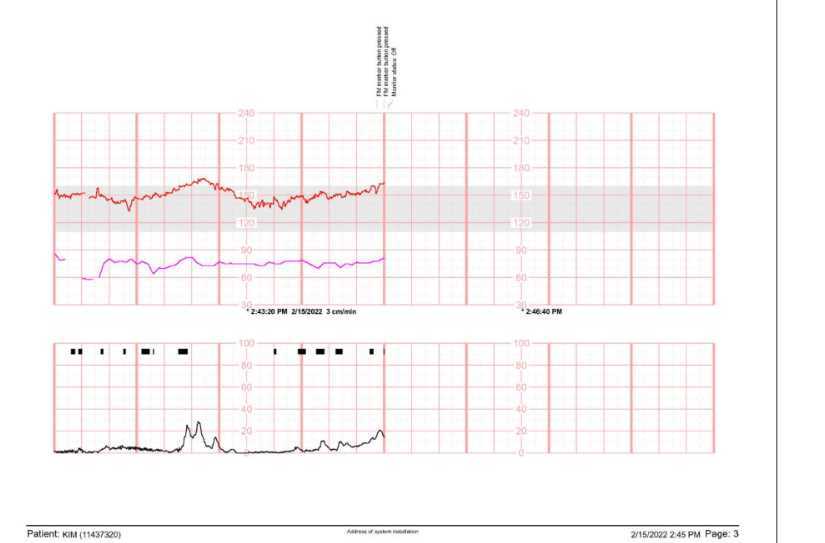 FM marker button pressed
FM marker button pressed
Monitor status: Off
240 240
210 210
180 180
150 150
120 120
90 90
60 60
30 30
* 2:43:20 PM 2/15/2022 3 cm/min * 2:46:40 PM
100 100
80 80
60 60
40 40
20 20
0 0
Patient: KIM (11437320) Address of system installation 2/15/2022 2:45 PM Page: 3